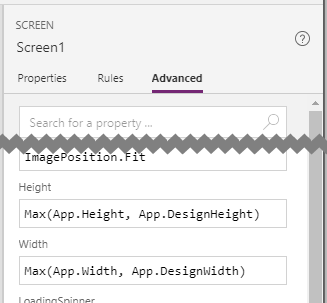 SCREEN
Screen1
Properties Rules Advanced
Search for a property ...
ImagePosition.Fit
Height
Max(App.Height, App.DesignHeight)
Width
Max(App.Width, App.DesignWidth)
LoadingSpinner